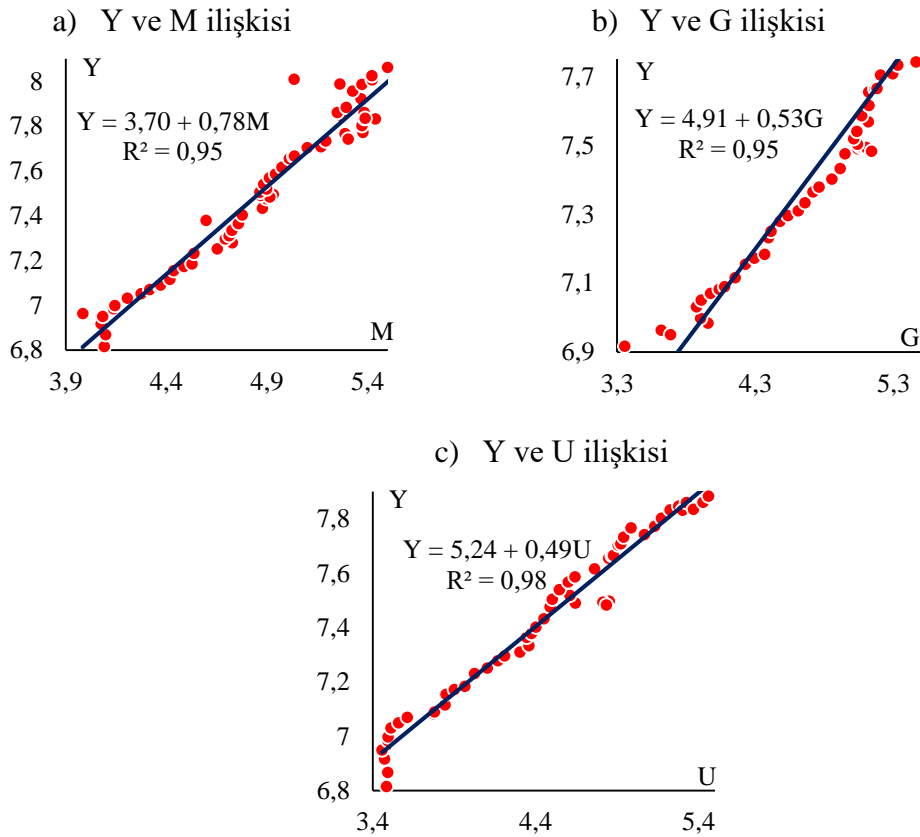 a) Y ve M ilişkisi
Y
8
7,8
7,6
7,4
7,2
7
6,8
Y = 3,70 + 0,78M
R² = 0,95
M
3,9 4,4 4,9 5,4
b) Y ve G ilişkisi
Y
7,7
7,5
7,3
7,1
6,9
Y = 4,91 + 0,53G
R² = 0,95
G
3,3 4,3 5,3
c) Y ve U ilişkisi
Y
7,8
7,6
7,4
7,2
7
6,8
Y = 5,24 + 0,49U
R² = 0,98
U
3,4 4,4 5,4